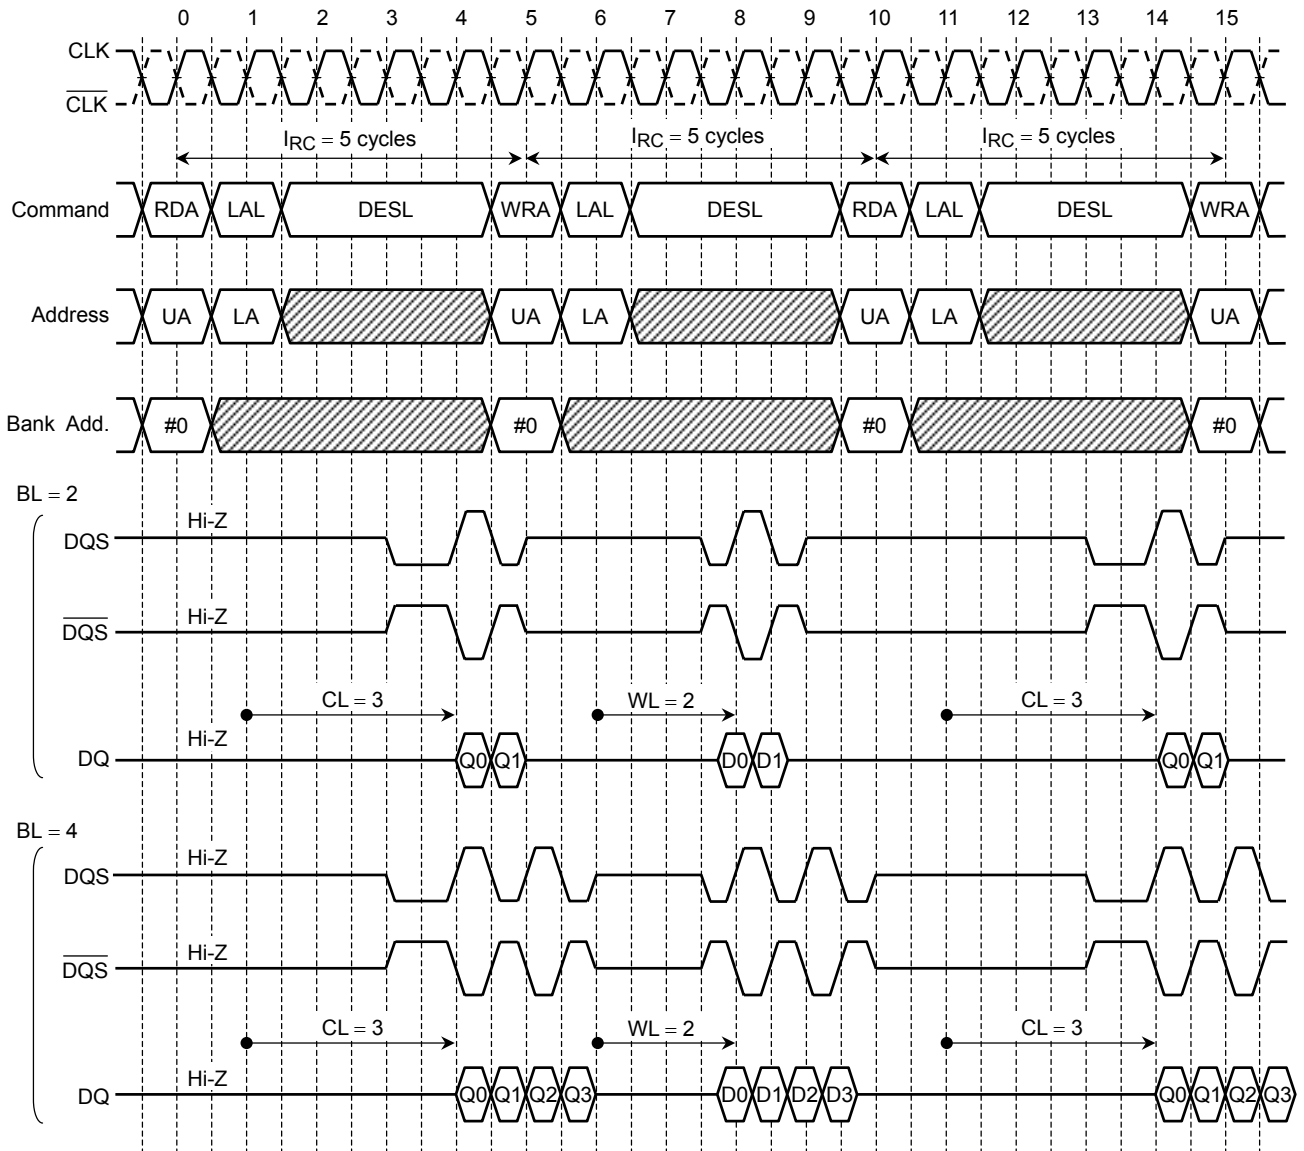 0 1 2 3 4 5 6 7 8 9 10 11 12 13 14 15
CLK
CLK
IRC = 5 cycles IRC = 5 cycles IRC = 5 cycles
Command RDA LAL DESL WRA LAL DESL RDA LAL DESL WRA
Address UA LA UA LA UA LA UA
Bank Add. #0 #0 #0 #0
BL = 2
Hi-Z
DQS
Hi-Z
DQS
CL = 3 WL = 2 CL = 3
Hi-Z
DQ Q0 Q1 D0 D1 Q0 Q1
BL = 4
Hi-Z
DQS
Hi-Z
DQS
CL = 3 WL = 2 CL = 3
Hi-Z
DQ Q0 Q1 Q2 Q3 D0 D1 D2 D3 Q0 Q1 Q2 Q3